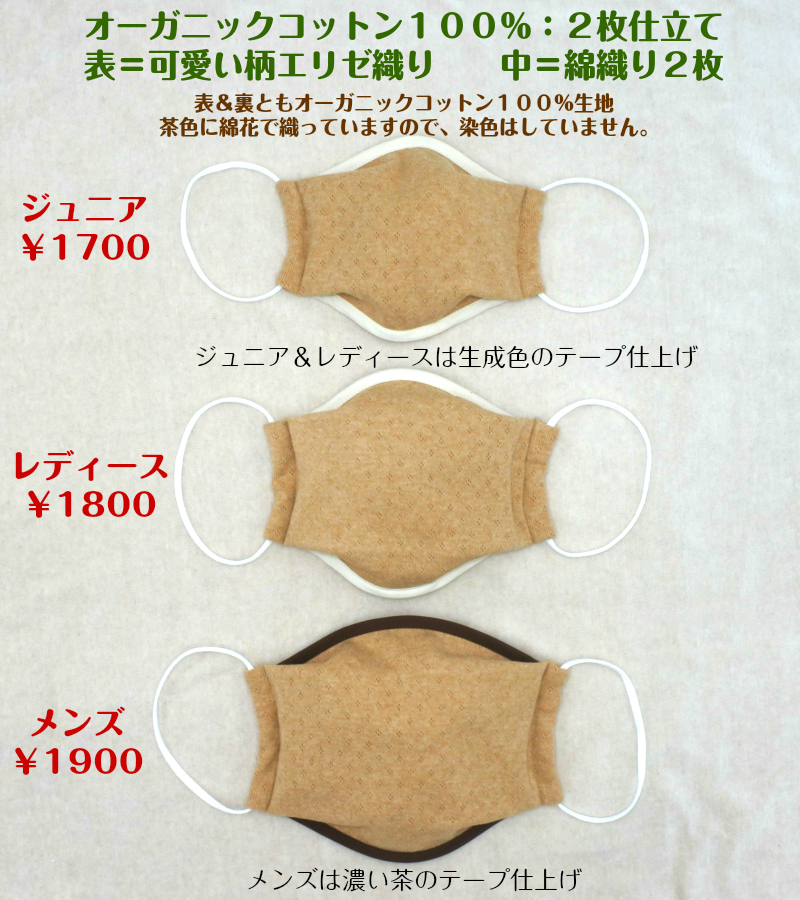 オーガニックコットン１００％：２枚仕立て
表＝可愛い柄エリゼ織り　　中＝綿織り２枚
表＆裏ともオーガニックコットン１００％生地
茶色に綿花で織っていますので、染色はしていません。
ジュニア
￥1700
ジュニア＆レディースは生成色のテープ仕上げ
レディース
￥1800
メンズ
￥1900
メンズは濃い茶のテープ仕上げ